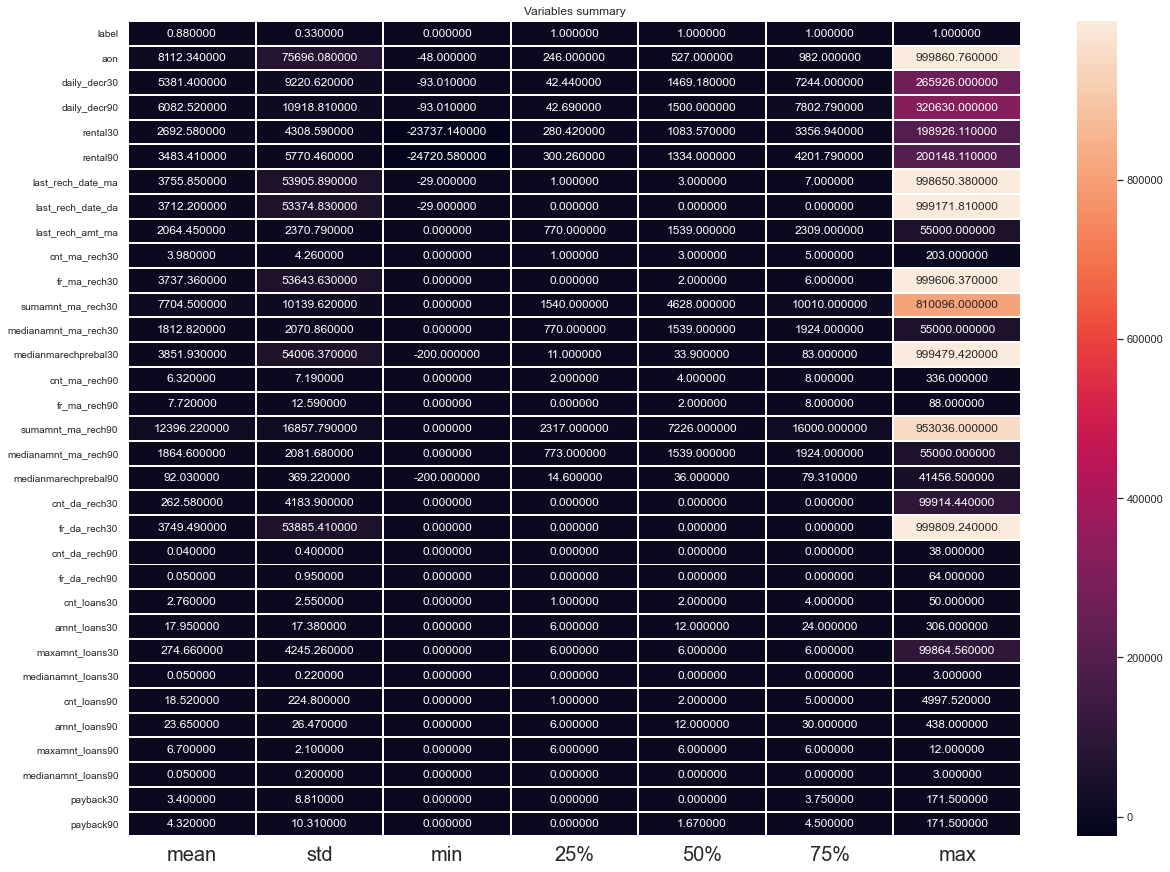 Variables summary
label 0.880000 0.330000 0.000000 1.000000 1.000000 1.000000 1.000000
aon 8112.340000 75696.080000 -48.000000 246.000000 527.000000 982.000000 999860.760000
daily_decr30 5381.400000 9220.620000 -93.010000 42.440000 1469.180000 7244.000000 265926.000000
daily_decr90 6082.520000 10918.810000 -93.010000 42.690000 1500.000000 7802.790000 320630.000000
rental30 2692.580000 4308.590000 -23737.140000 280.420000 1083.570000 3356.940000 198926.110000
rental90 3483.410000 5770.460000 -24720.580000 300.260000 1334.000000 4201.790000 200148.110000
last_rech_date_ma 3755.850000 53905.890000 -29.000000 1.000000 3.000000 7.000000 998650.380000
last_rech_date_da 3712.200000 53374.830000 -29.000000 0.000000 0.000000 0.000000 999171.810000
last_rech_amt_ma 2064.450000 2370.790000 0.000000 770.000000 1539.000000 2309.000000 55000.000000
cnt_ma_rech30 3.980000 4.260000 0.000000 1.000000 3.000000 5.000000 203.000000
fr_ma_rech30 3737.360000 53643.630000 0.000000 0.000000 2.000000 6.000000 999606.370000
sumamnt_ma_rech30 7704.500000 10139.620000 0.000000 1540.000000 4628.000000 10010.000000 810096.000000
medianamnt_ma_rech30 1812.820000 2070.860000 0.000000 770.000000 1539.000000 1924.000000 55000.000000
medianmarechprebal30 3851.930000 54006.370000 -200.000000 11.000000 33.900000 83.000000 999479.420000
cnt_ma_rech90 6.320000 7.190000 0.000000 2.000000 4.000000 8.000000 336.000000
fr_ma_rech90 7.720000 12.590000 0.000000 0.000000 2.000000 8.000000 88.000000
sumamnt_ma_rech90 12396.220000 16857.790000 0.000000 2317.000000 7226.000000 16000.000000 953036.000000
medianamnt_ma_rech90 1864.600000 2081.680000 0.000000 773.000000 1539.000000 1924.000000 55000.000000
medianmarechprebal90 92.030000 369.220000 -200.000000 14.600000 36.000000 79.310000 41456.500000
cnt_da_rech30 262.580000 4183.900000 0.000000 0.000000 0.000000 0.000000 99914.440000
fr_da_rech30 3749.490000 53885.410000 0.000000 0.000000 0.000000 0.000000 999809.240000
cnt_da_rech90 0.040000 0.400000 0.000000 0.000000 0.000000 0.000000 38.000000
fr_da_rech90 0.050000 0.950000 0.000000 0.000000 0.000000 0.000000 64.000000
cnt_loans30 2.760000 2.550000 0.000000 1.000000 2.000000 4.000000 50.000000
amnt_loans30 17.950000 17.380000 0.000000 6.000000 12.000000 24.000000 306.000000
maxamnt_loans30 274.660000 4245.260000 0.000000 6.000000 6.000000 6.000000 99864.560000
medianamnt_loans30 0.050000 0.220000 0.000000 0.000000 0.000000 0.000000 3.000000
cnt_loans90 18.520000 224.800000 0.000000 1.000000 2.000000 5.000000 4997.520000
amnt_loans90 23.650000 26.470000 0.000000 6.000000 12.000000 30.000000 438.000000
maxamnt_loans90 6.700000 2.100000 0.000000 6.000000 6.000000 6.000000 12.000000
medianamnt_loans90 0.050000 0.200000 0.000000 0.000000 0.000000 0.000000 3.000000
payback30 3.400000 8.810000 0.000000 0.000000 0.000000 3.750000 171.500000
payback90 4.320000 10.310000 0.000000 0.000000 1.670000 4.500000 171.500000
mean std min 25% 50% 75% max
800000
600000
400000
200000
0